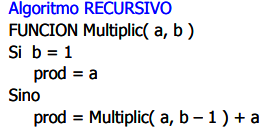 Algoritmo RECURSIVO
FUNCION Multiplic( a, b )
Si b = 1
prod = a
Sino
prod = Multiplic( a, b – 1 ) + a